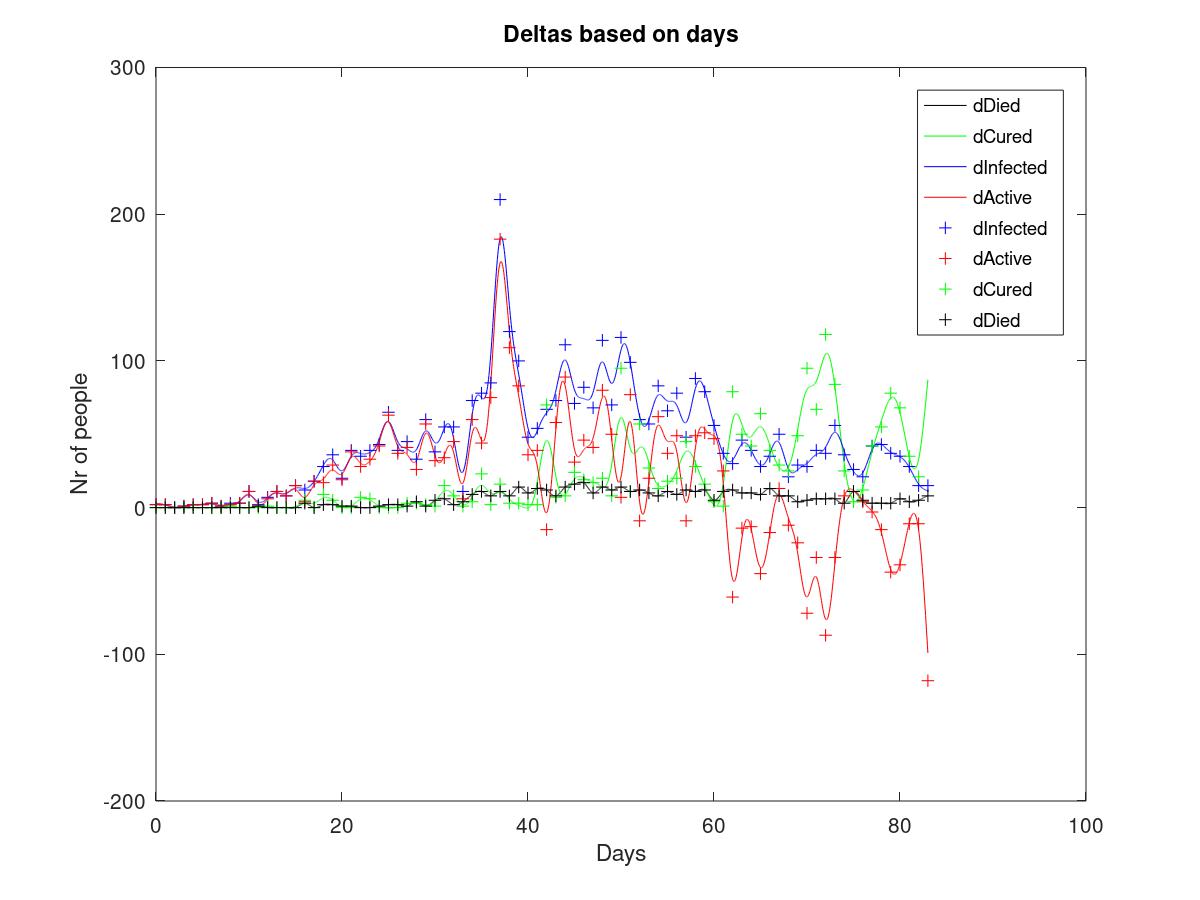 Deltas based on days
300
200
100
0
-100
-200
Nr of people
0 20 40 60 80 100
Days
dDied
dCured
dInfected
dActive
dInfected
dActive
dCured
dDied